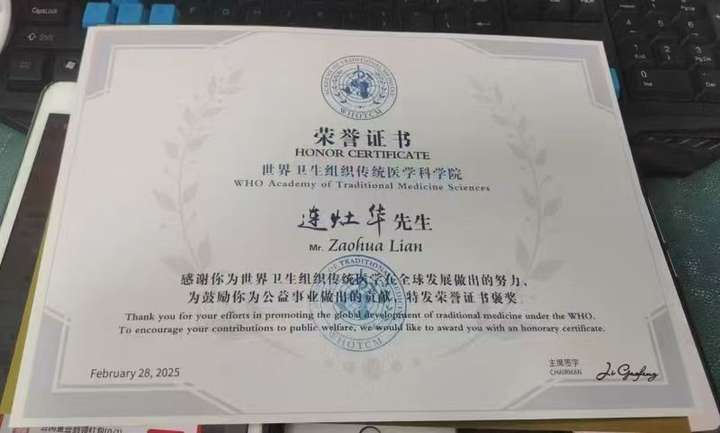 WHOTCM
荣誉证书
HONOR CERTIFICATE
世界卫生组织传统医学科学院
WHO Academy of Traditional Medicine Sciences
连灶华先生
Mr. Zaohua Lian
感谢你为世界卫生组织传统医学在全球发展做出的努力、
为鼓励你为公益事业做出的贡献，特发荣誉证书褒奖
Thank you for your efforts in promoting the global development of traditional medicine under the WHO.
To encourage your contributions to public welfare, we would like to award you with an honorary certificate.
WHOTCM
February 28, 2025
主席签字
CHAIRMAN
CapsLock
Shift